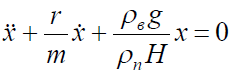 ẍ + r/m ẋ + ρ_в g / ρ_п H x = 0